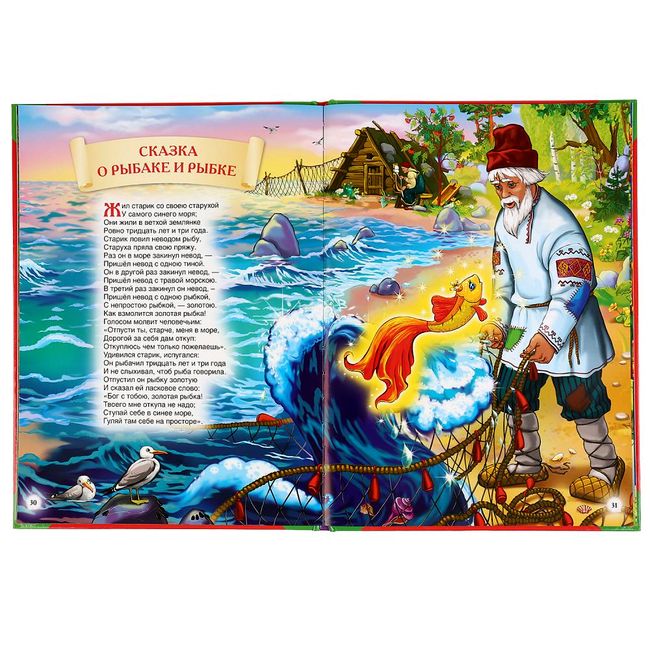 СКАЗКА
О РЫБАКЕ И РЫБКЕ
Жил старик со своею старухой
У самого синего моря;
Они жили в ветхой землянке
Ровно тридцать лет и три года.
Старик ловил неводом рыбу,
Старуха пряла свою пряжу.
Раз он в море закинул невод, —
Пришёл невод с одною тиной.
Он в другой раз закинул невод, —
Пришёл невод с травой морскою.
В третий раз закинул он невод, —
Пришёл невод с одною рыбкой,
С непростою рыбкой, — золотою.
Как взмолится золотая рыбка!
Голосом молвит человечьим:
«Отпусти ты, старче, меня в море,
Дорогой за себя дам откуп:
Откуплюсь чем только пожелаешь».
Удивился старик, испугался:
Он рыбачил тридцать лет и три года
И не слыхивал, чтоб рыба говорила.
Отпустил он рыбку золотую
И сказал ей ласковое слово:
«Бог с тобою, золотая рыбка!
Твоего мне откупа не надо;
Ступай себе в синее море,
Гуляй там себе на просторе».
30
31